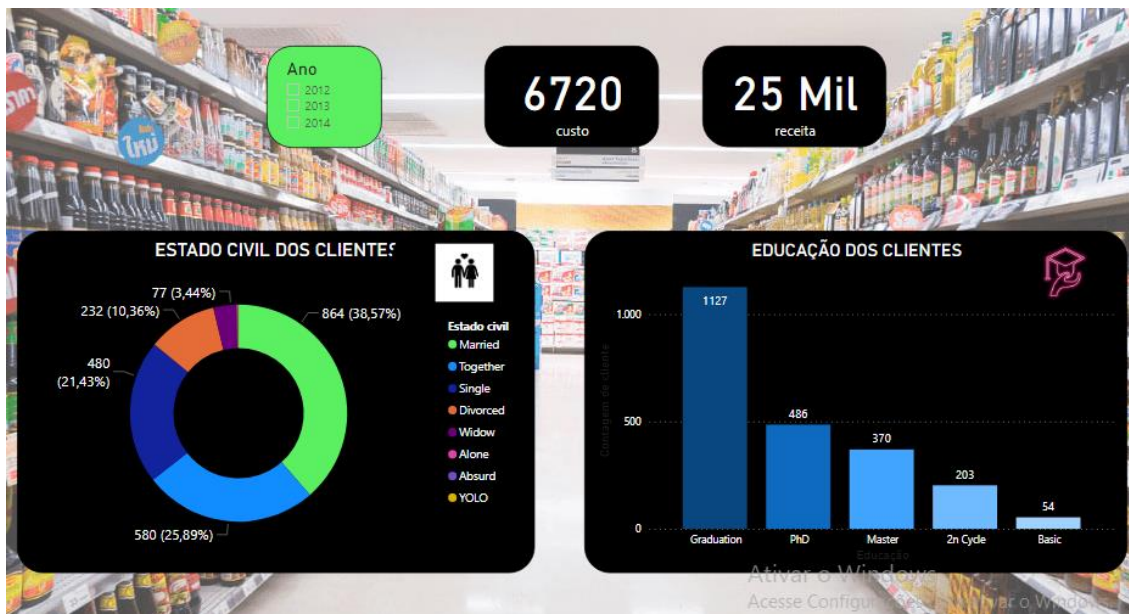 Ano
2012
2013
2014
6720
custo
25 Mil
receita
ใหม่
ESTADO CIVIL DOS CLIENTES
77 (3,44%)
232 (10,36%)
864 (38,57%)
480
(21,43%)
580 (25,89%)
Estado civil
Married
Together
Single
Divorced
Widow
Alone
Absurd
YOLO
EDUCAÇÃO DOS CLIENTES
Contagem de cliente
1.000
500
0
1127
486
370
203
54
Graduation
PhD
Master
2n Cycle
Basic
Educação
Ativar o Windows